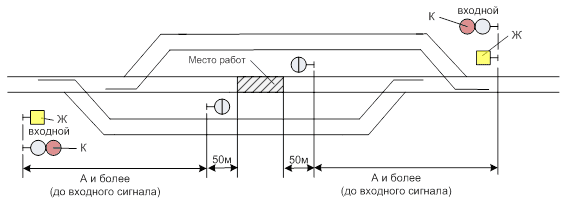 входной
К
Ж
Место работ
Ж
входной
К
50м
50м
А и более
(до входного сигнала)
А и более
(до входного сигнала)